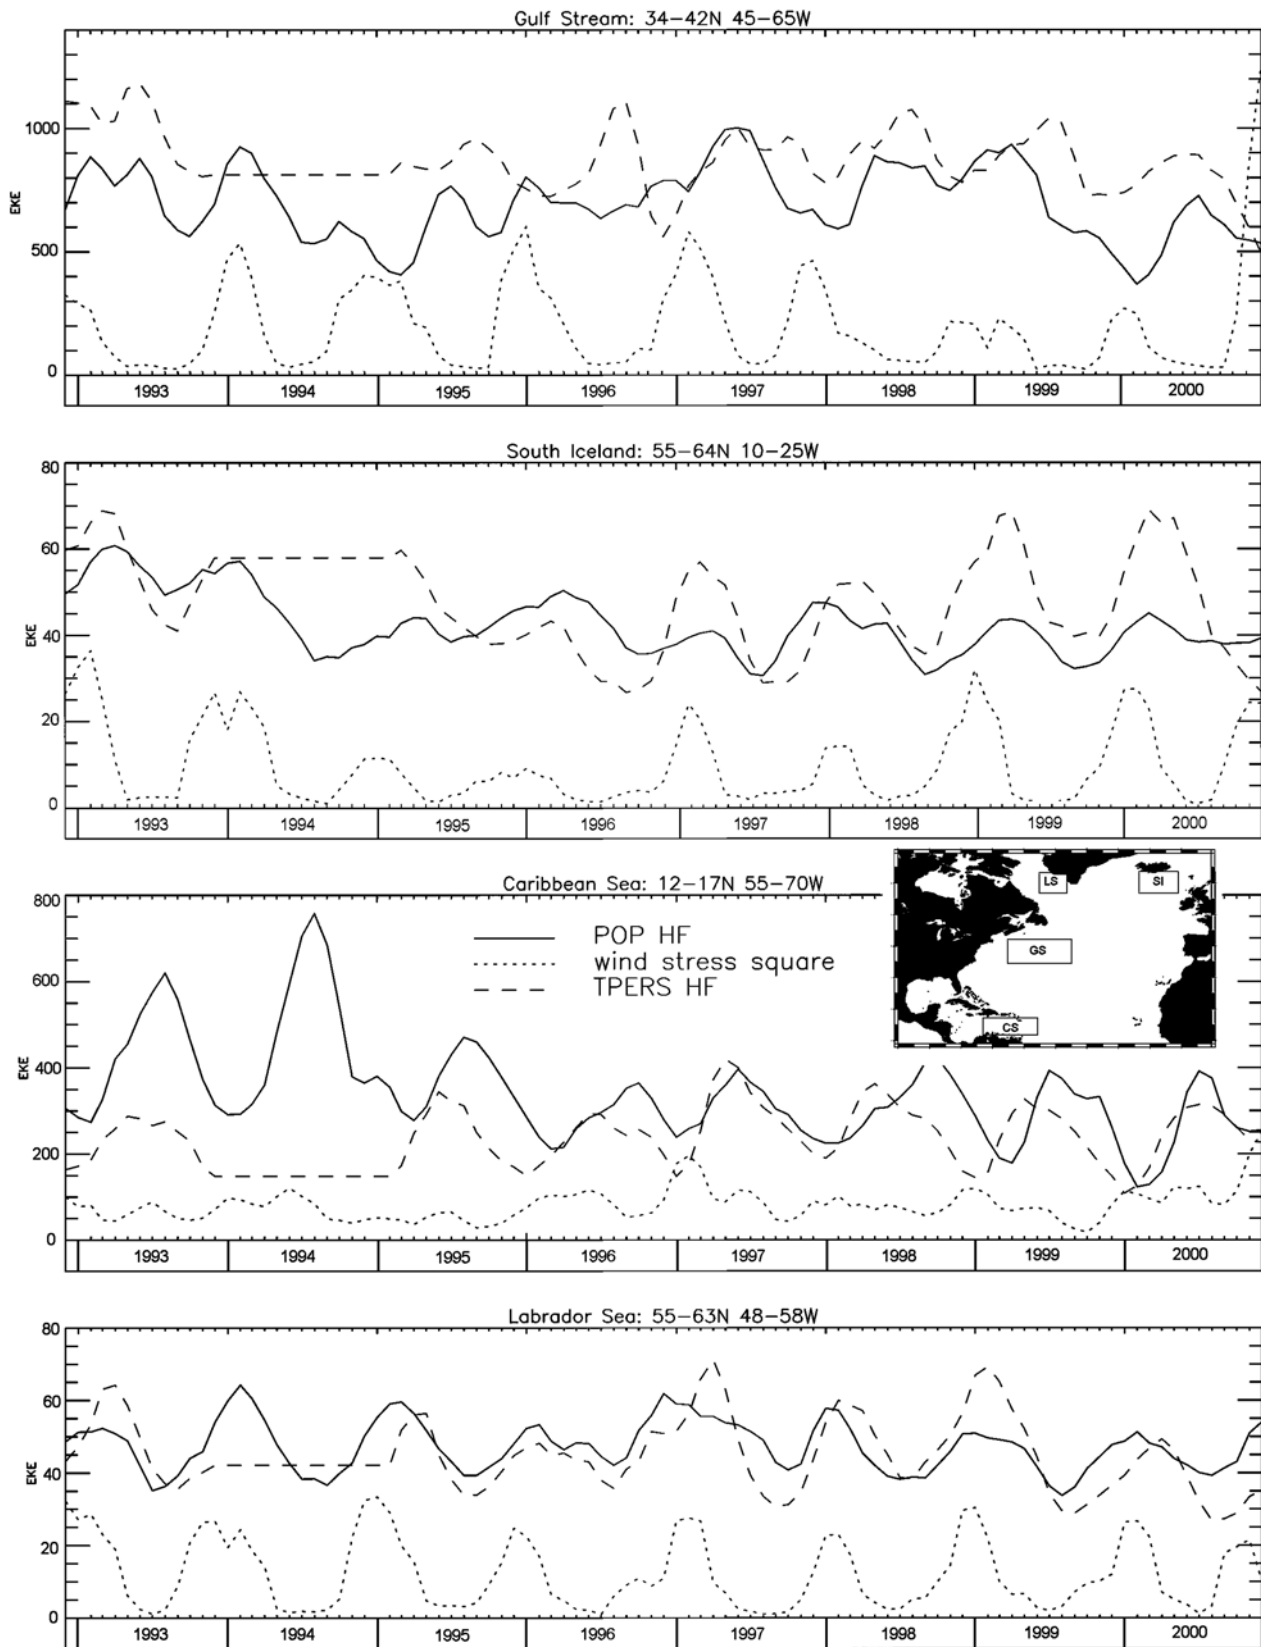 Gulf Stream: 34-42N 45-65W
1000
EKE
500
0
1993 1994 1995 1996 1997 1998 1999 2000
South Iceland: 55-64N 10-25W
80
60
EKE
40
20
0
1993 1994 1995 1996 1997 1998 1999 2000
LS SI
GS
CS
Caribbean Sea: 12-17N 55-70W
800
POP HF
wind stress square
TPERS HF
600
EKE
400
200
0
1993 1994 1995 1996 1997 1998 1999 2000
Labrador Sea: 55-63N 48-58W
80
60
EKE
40
20
0
1993 1994 1995 1996 1997 1998 1999 2000